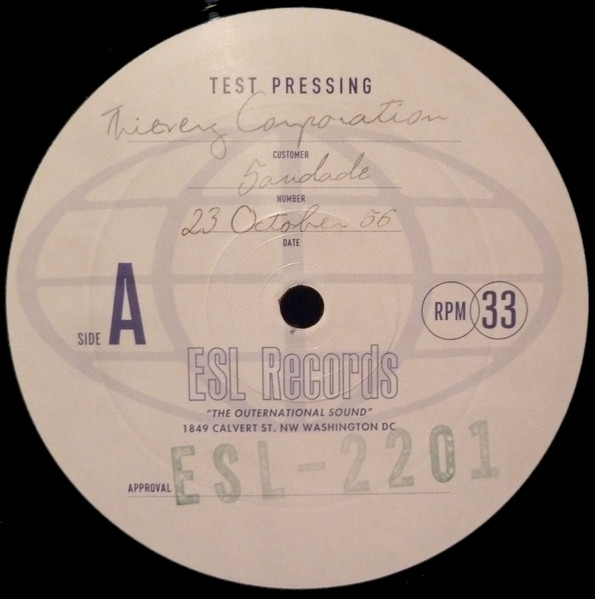 TEST PRESSING
Thievery Corporation
CUSTOMER
Saudade
NUMBER
23 October 56
DATE
SIDE A
RPM 33
ESL Records
"THE OUTERNATIONAL SOUND"
1849 CALVERT ST. NW WASHINGTON DC
ESL-2201
APPROVAL